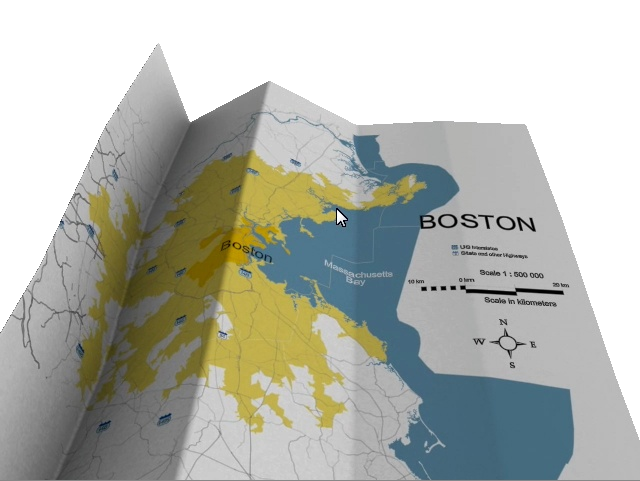 BOSTON
US Interstates
State and other Highways
Scale 1 : 500 000
10 km 0 km 20 km
Scale in kilometers
N
W E
S
Boston
Massachusetts
Bay